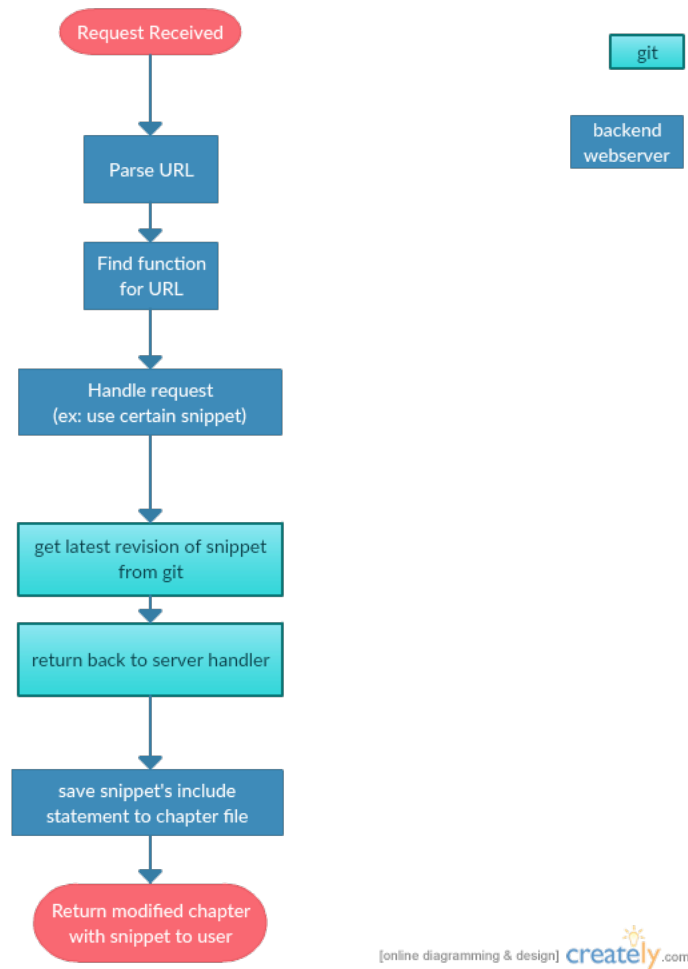 Request Received
git
backend
webserver
Parse URL
Find function
for URL
Handle request
(ex: use certain snippet)
get latest revision of snippet
from git
return back to server handler
save snippet's include
statement to chapter file
Return modified chapter
with snippet to user
[online diagramming & design] creately.com